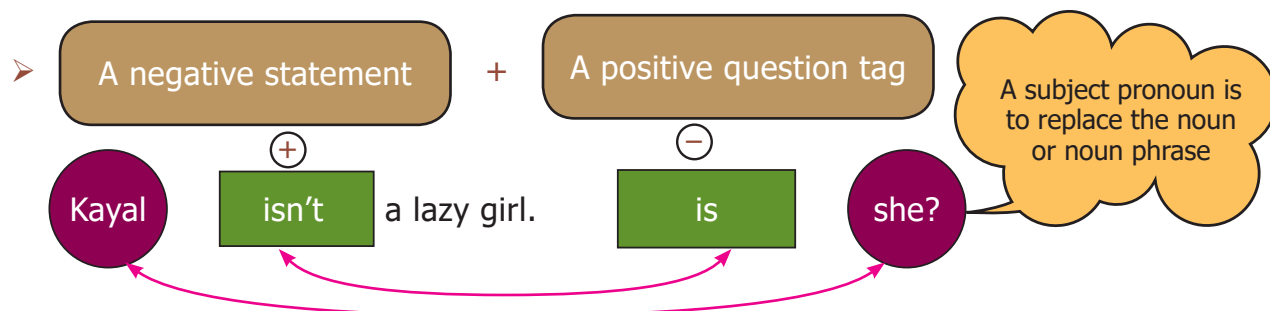 ➢ A negative statement + A positive question tag
A subject pronoun is
to replace the noun
or noun phrase
+ −
Kayal isn't a lazy girl. is she?